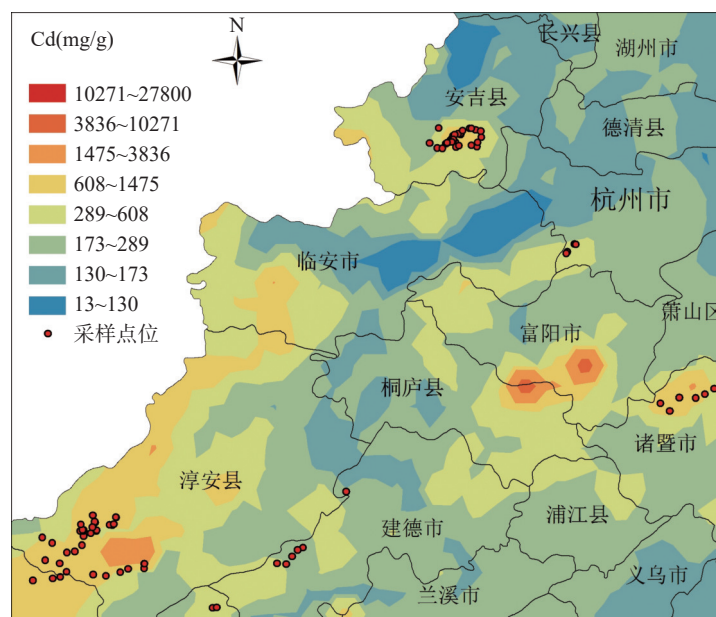 Cd(mg/g)
N
10271~27800
3836~10271
1475~3836
608~1475
289~608
173~289
130~173
13~130
采样点位
长兴县
湖州市
安吉县
德清县
杭州市
临安市
萧山区
富阳市
桐庐县
诸暨市
淳安县
浦江县
建德市
义乌市
兰溪市